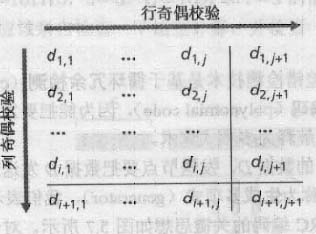 行奇偶校验
列奇偶校验
d1,1 ... d1,j d1,j+1
d2,1 ... d2,j d2,j+1
... ... ... ...
di,1 ... di,j di,j+1
di+1,1 ... di+1,j di+1,j+1